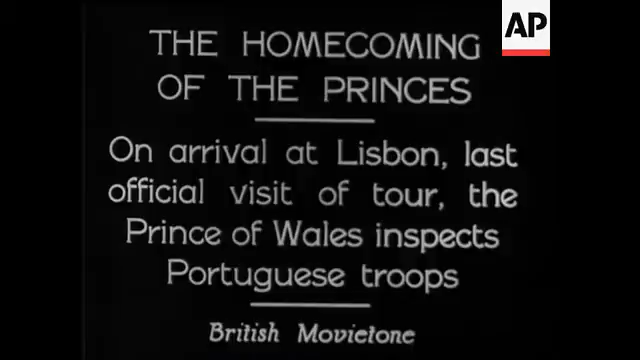 AP
THE HOMECOMING
OF THE PRINCES
On arrival at Lisbon, last
official visit of tour, the
Prince of Wales inspects
Portuguese troops
British Movietone